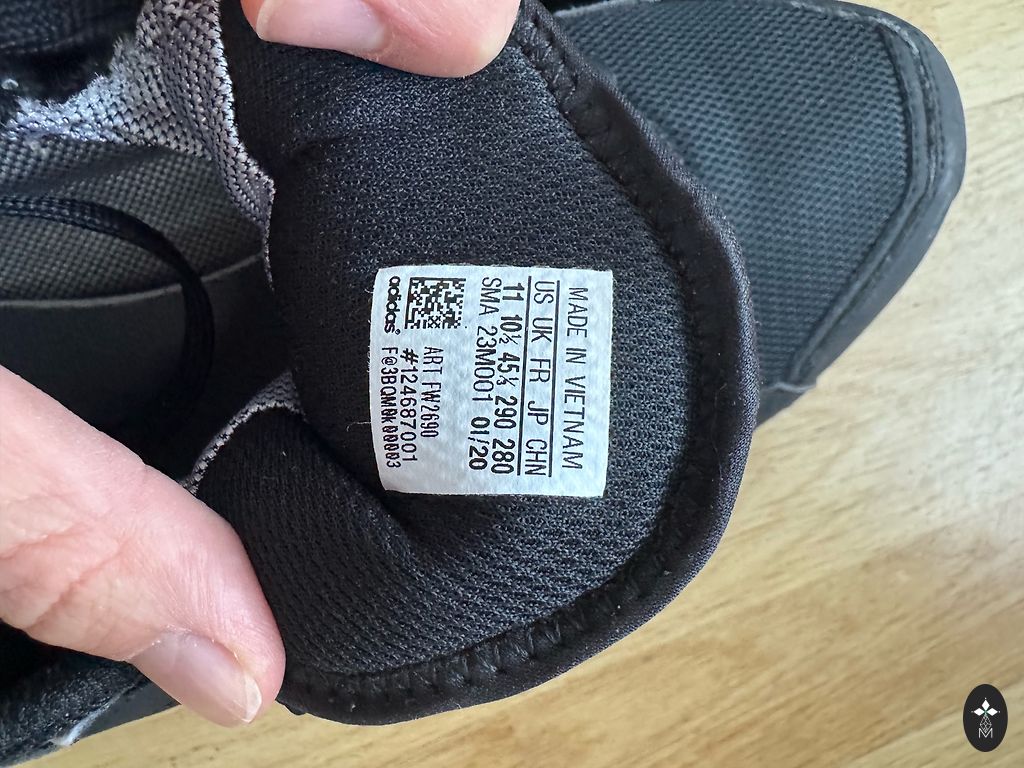 MADE IN VIETNAM
US UK FR JP CHN
11 10½ 45⅓ 290 280
SMA 23M001 01/20
ART FW2690
#124687001
adidas® F@3BQM0k00003
M